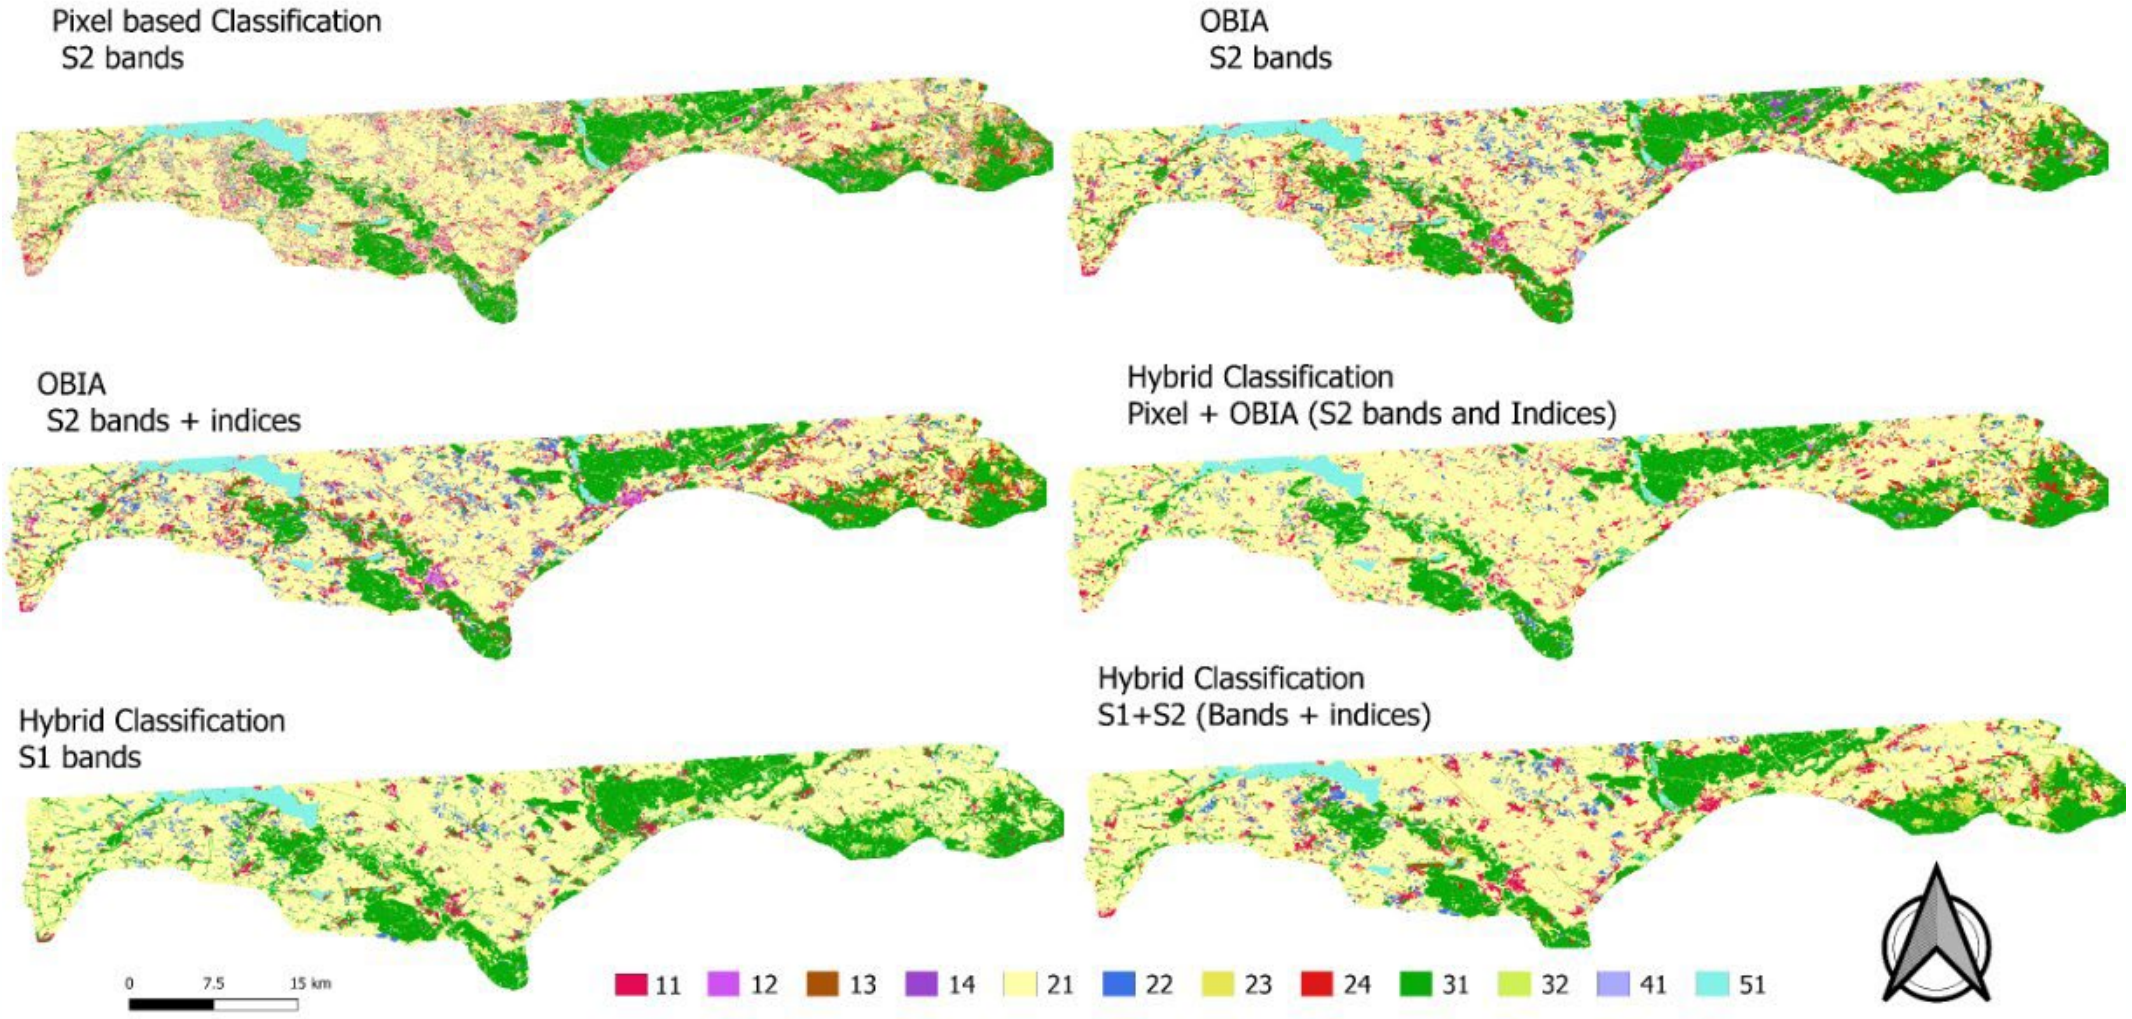 Pixel based Classification
S2 bands
OBIA
S2 bands
OBIA
S2 bands + indices
Hybrid Classification
Pixel + OBIA (S2 bands and Indices)
Hybrid Classification
S1 bands
Hybrid Classification
S1+S2 (Bands + indices)
0 7.5 15 km
11 12 13 14 21 22 23 24 31 32 41 51